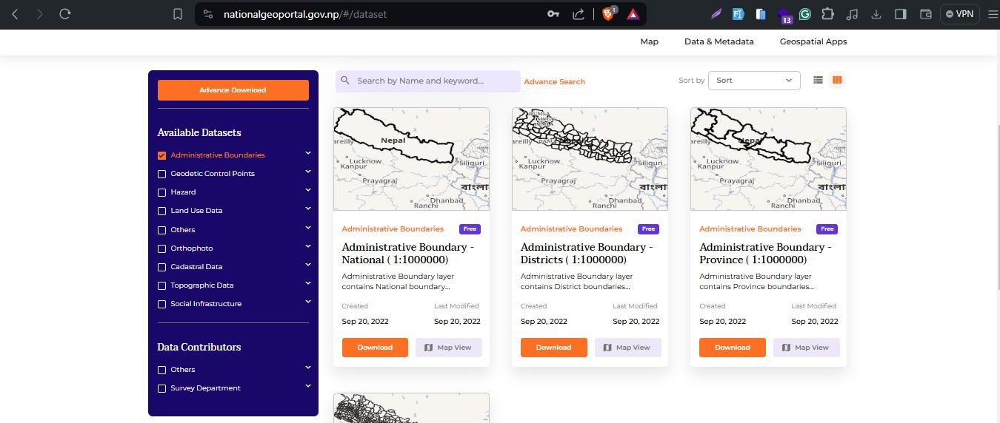 nationalgeoportal.gov.np/#/dataset
1
13
VPN
Map
Data & Metadata
Geospatial Apps
Advance Download
Available Datasets
Administrative Boundaries
Geodetic Control Points
Hazard
Land Use Data
Others
Orthophoto
Cadastral Data
Topographic Data
Social Infrastructure
Data Contributors
Others
Survey Department
Search by Name and keyword...
Advance Search
Sort by
Sort
Nepal
areilly
Lucknow
Kanpur
Siliguri
Prayagraj
বাংলা
Dhanbad
Ranchi
Administrative Boundaries
Free
Administrative Boundary -
National ( 1:1000000)
Administrative Boundary layer
contains National boundary...
Created
Last Modified
Sep 20, 2022
Sep 20, 2022
Download
Map View
HUMLA
areilly
Lucknow
Kanpur
Siliguri
Prayagraj
বাংলা
Dhanbad
Ranchi
Administrative Boundaries
Free
Administrative Boundary -
Districts ( 1:1000000)
Administrative Boundary layer
contains District boundaries...
Created
Last Modified
Sep 20, 2022
Sep 20, 2022
Download
Map View
Nepal
areilly
Lucknow
Kanpur
Siliguri
Prayagraj
বাংলা
Dhanbad
Ranchi
Administrative Boundaries
Free
Administrative Boundary -
Province ( 1:1000000)
Administrative Boundary layer
contains Province boundaries...
Created
Last Modified
Sep 20, 2022
Sep 20, 2022
Download
Map View